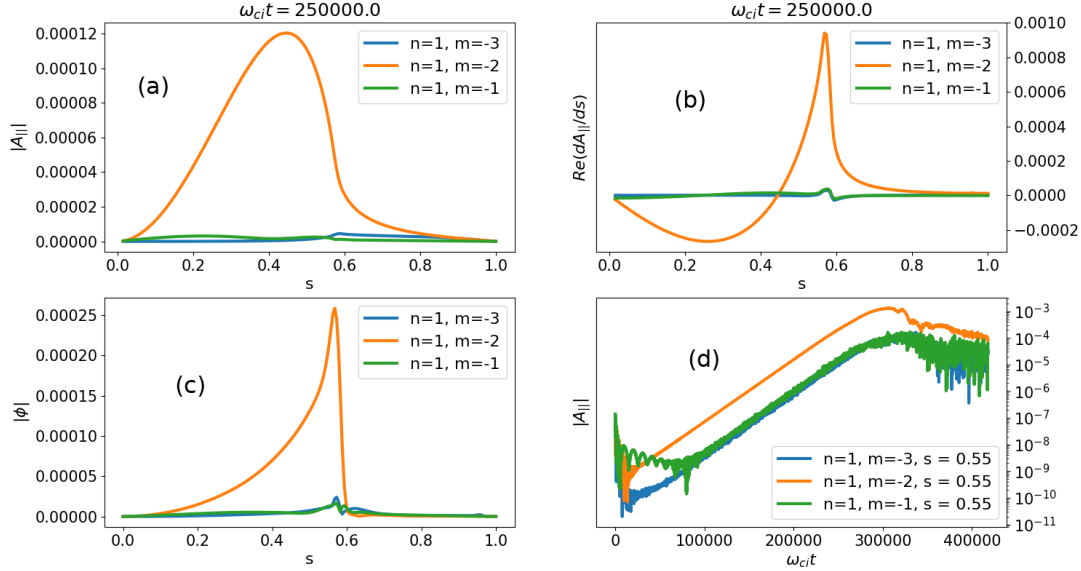 ω_ci t = 250000.0
0.00012
0.00010
0.00008
0.00006
0.00004
0.00002
0.00000
|A_|||
(a)
n=1, m=-3
n=1, m=-2
n=1, m=-1
0.0 0.2 0.4 0.6 0.8 1.0
s
ω_ci t = 250000.0
Re(dA_||/ds)
(b)
n=1, m=-3
n=1, m=-2
n=1, m=-1
0.0010
0.0008
0.0006
0.0004
0.0002
0.0000
−0.0002
0.0 0.2 0.4 0.6 0.8 1.0
s
0.00025
0.00020
0.00015
0.00010
0.00005
0.00000
|ϕ|
(c)
n=1, m=-3
n=1, m=-2
n=1, m=-1
0.0 0.2 0.4 0.6 0.8 1.0
s
|A_|||
(d)
10⁻³
10⁻⁴
10⁻⁵
10⁻⁶
10⁻⁷
10⁻⁸
10⁻⁹
10⁻¹⁰
10⁻¹¹
n=1, m=-3, s = 0.55
n=1, m=-2, s = 0.55
n=1, m=-1, s = 0.55
0 100000 200000 300000 400000
ω_ci t